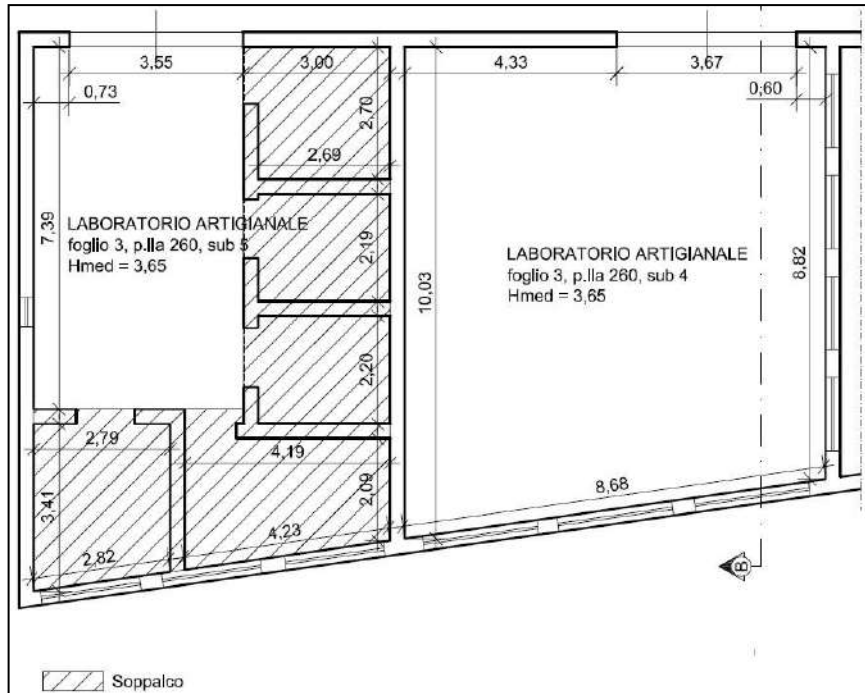 3,55
3,00
4,33
3,67
0,73
0,60
2,70
2,69
7,39
LABORATORIO ARTIGIANALE
foglio 3, p.lla 260, sub 5
Hmed = 3,65
2,19
10,03
LABORATORIO ARTIGIANALE
foglio 3, p.lla 260, sub 4
Hmed = 3,65
8,82
2,20
2,79
4,19
3,41
2,09
8,68
4,23
2,82
B
Soppalco